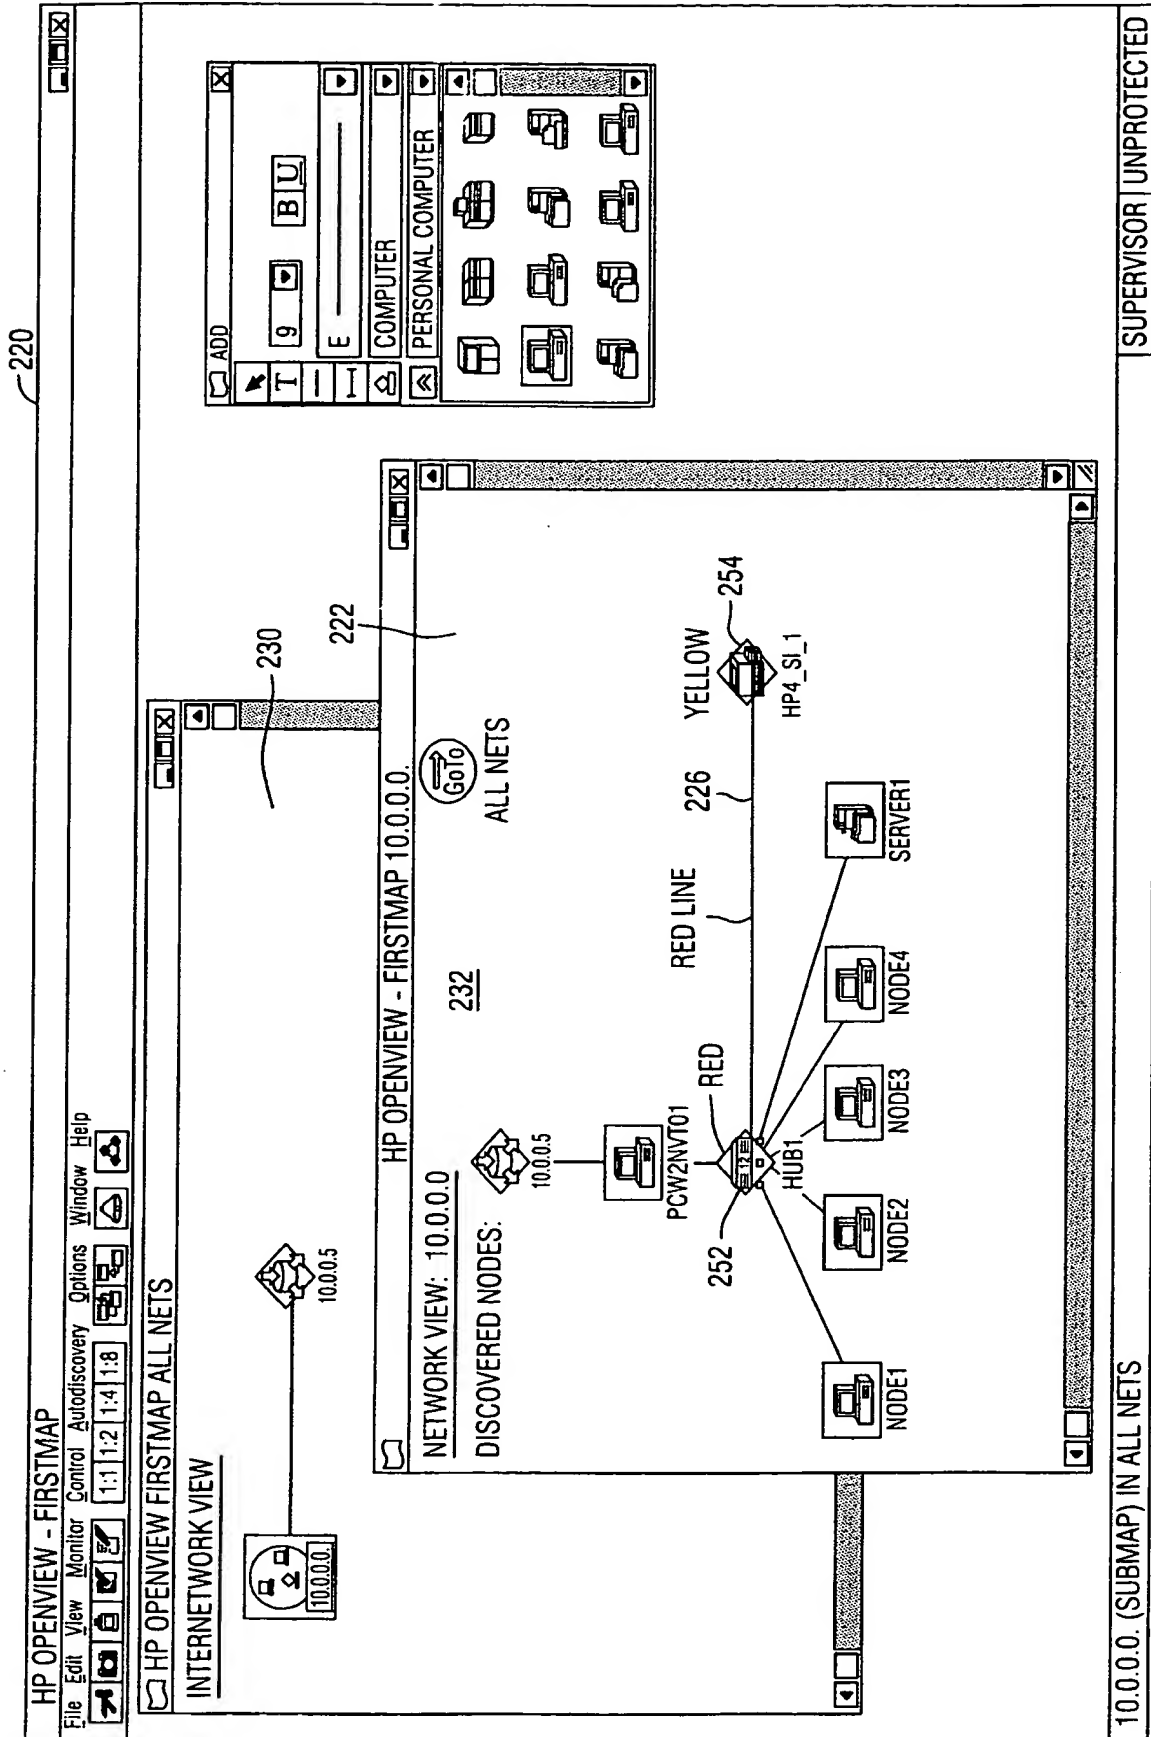 220
HP OPENVIEW - FIRSTMAP
File Edit View Monitor Control Autodiscovery Options Window Help
1:1 1:2 1:4 1:8
HP OPENVIEW FIRSTMAP ALL NETS
INTERNETWORK VIEW
10.0.0.0.
10.0.0.5
230
ADD
T
9
B U
E
COMPUTER
PERSONAL COMPUTER
222
HP OPENVIEW - FIRSTMAP 10.0.0.0.
NETWORK VIEW: 10.0.0.0
232
GoTo
ALL NETS
DISCOVERED NODES:
10.0.0.5
PCW2NVT01
RED
RED LINE
226
YELLOW
254
252
12
HUB1
HP4_SI_1
NODE1
NODE2
NODE3
NODE4
SERVER1
10.0.0.0. (SUBMAP) IN ALL NETS
SUPERVISOR UNPROTECTED